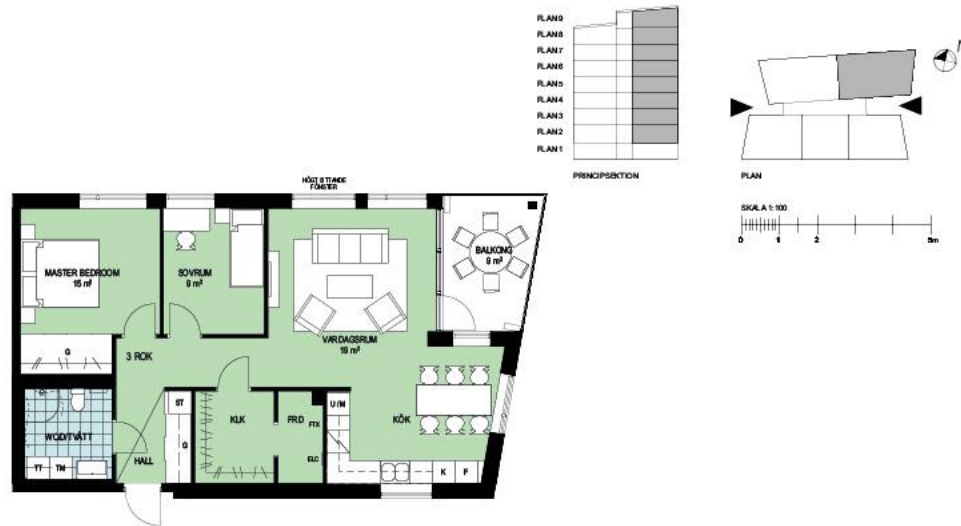 PLAN 9
PLAN 8
PLAN 7
PLAN 6
PLAN 5
PLAN 4
PLAN 3
PLAN 2
PLAN 1
PRINCIPSEKTION
PLAN
N
SKALA 1:100
0 1 2 5m
HÖGT SITTANDE
FÖNSTER
MASTER BEDROOM
15 m²
SOVRUM
9 m²
BALKONG
9 m²
VARDAGSRUM
19 m²
G
3 ROK
ST
G
KLK
FRD
FTX
ELC
U/M
KÖK
K F
WC/D/TVÄTT
TT TM
HALL